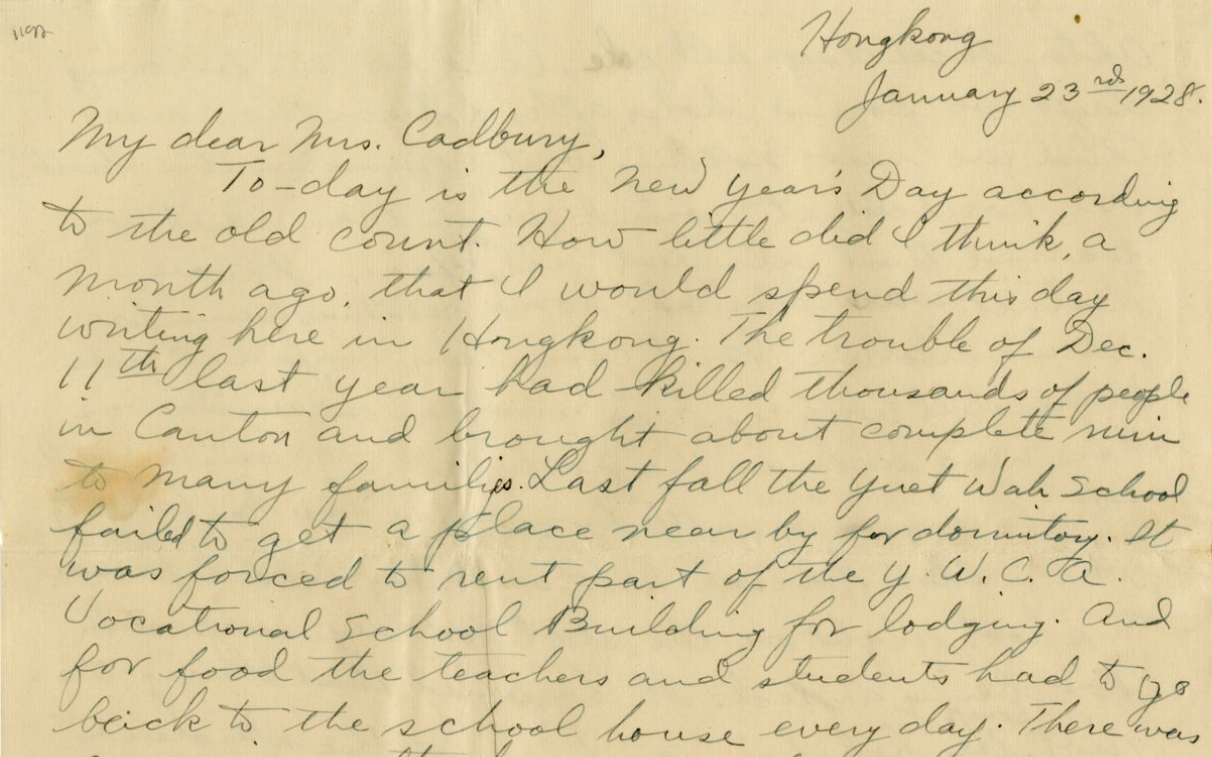 Hongkong
January 23rd 1928.
My dear Mrs. Cadbury,
To-day is the New Year's Day according
to the old count. How little did I think, a
month ago, that I would spend this day
writing here in Hongkong. The trouble of Dec.
11th last year had killed thousands of people
in Canton and brought about complete ruin
to many families. Last fall the Yuet Wah School
failed to get a place near by for dormitory. It
was forced to rent part of the Y. W. C. A.
Vocational School Building for lodging. And
for food the teachers and students had to go
back to the school house every day. There was